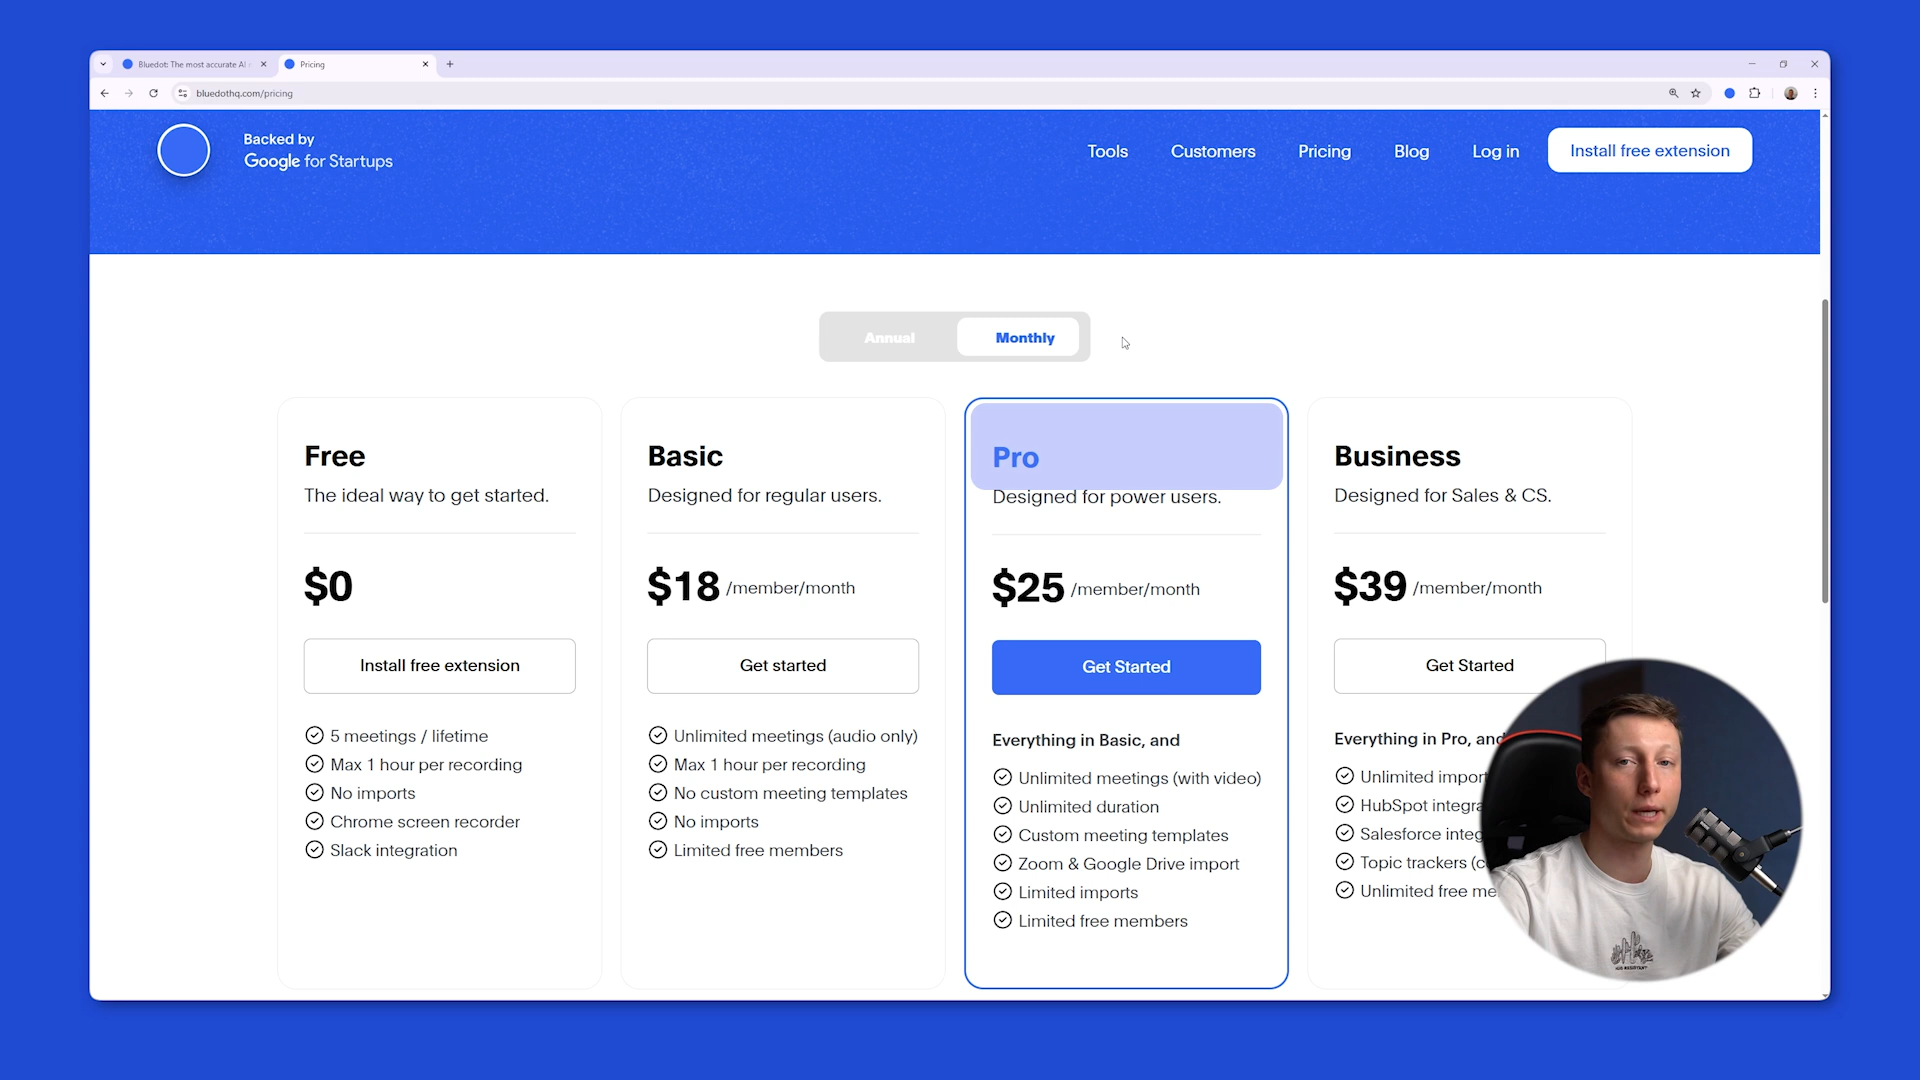 Bluedot: The most accurate AI
Pricing
bluedothq.com/pricing
Backed by
Google for Startups
Tools
Customers
Pricing
Blog
Log in
Install free extension
Annual
Monthly
Free
The ideal way to get started.
$0
Install free extension
5 meetings / lifetime
Max 1 hour per recording
No imports
Chrome screen recorder
Slack integration
Basic
Designed for regular users.
$18 /member/month
Get started
Unlimited meetings (audio only)
Max 1 hour per recording
No custom meeting templates
No imports
Limited free members
Pro
Designed for power users.
$25 /member/month
Get Started
Everything in Basic, and
Unlimited meetings (with video)
Unlimited duration
Custom meeting templates
Zoom & Google Drive import
Limited imports
Limited free members
Business
Designed for Sales & CS.
$39 /member/month
Get Started
Everything in Pro, and
Unlimited import
HubSpot integra
Salesforce integ
Topic trackers (c
Unlimited free me